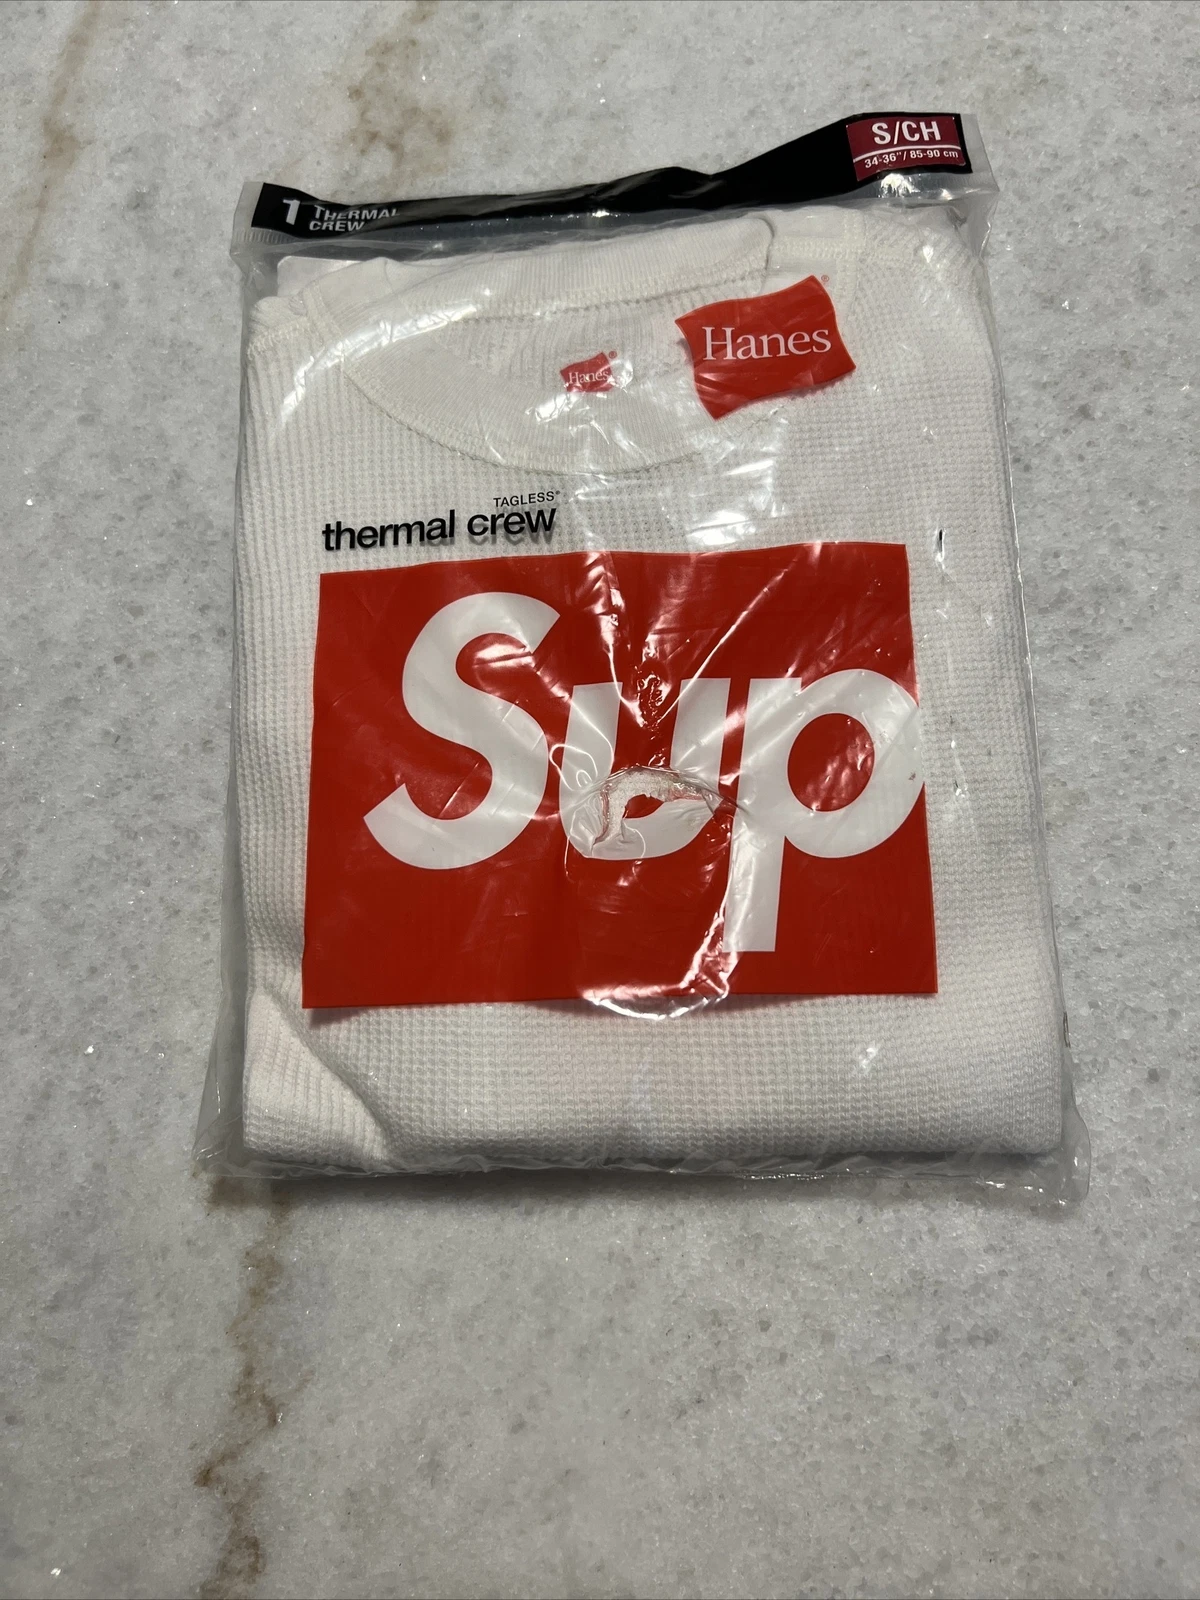 S/CH
34-36"/85-90 cm
1 THERMAL
CREW
Hanes®
Hanes®
TAGLESS®
thermal crew
Sup